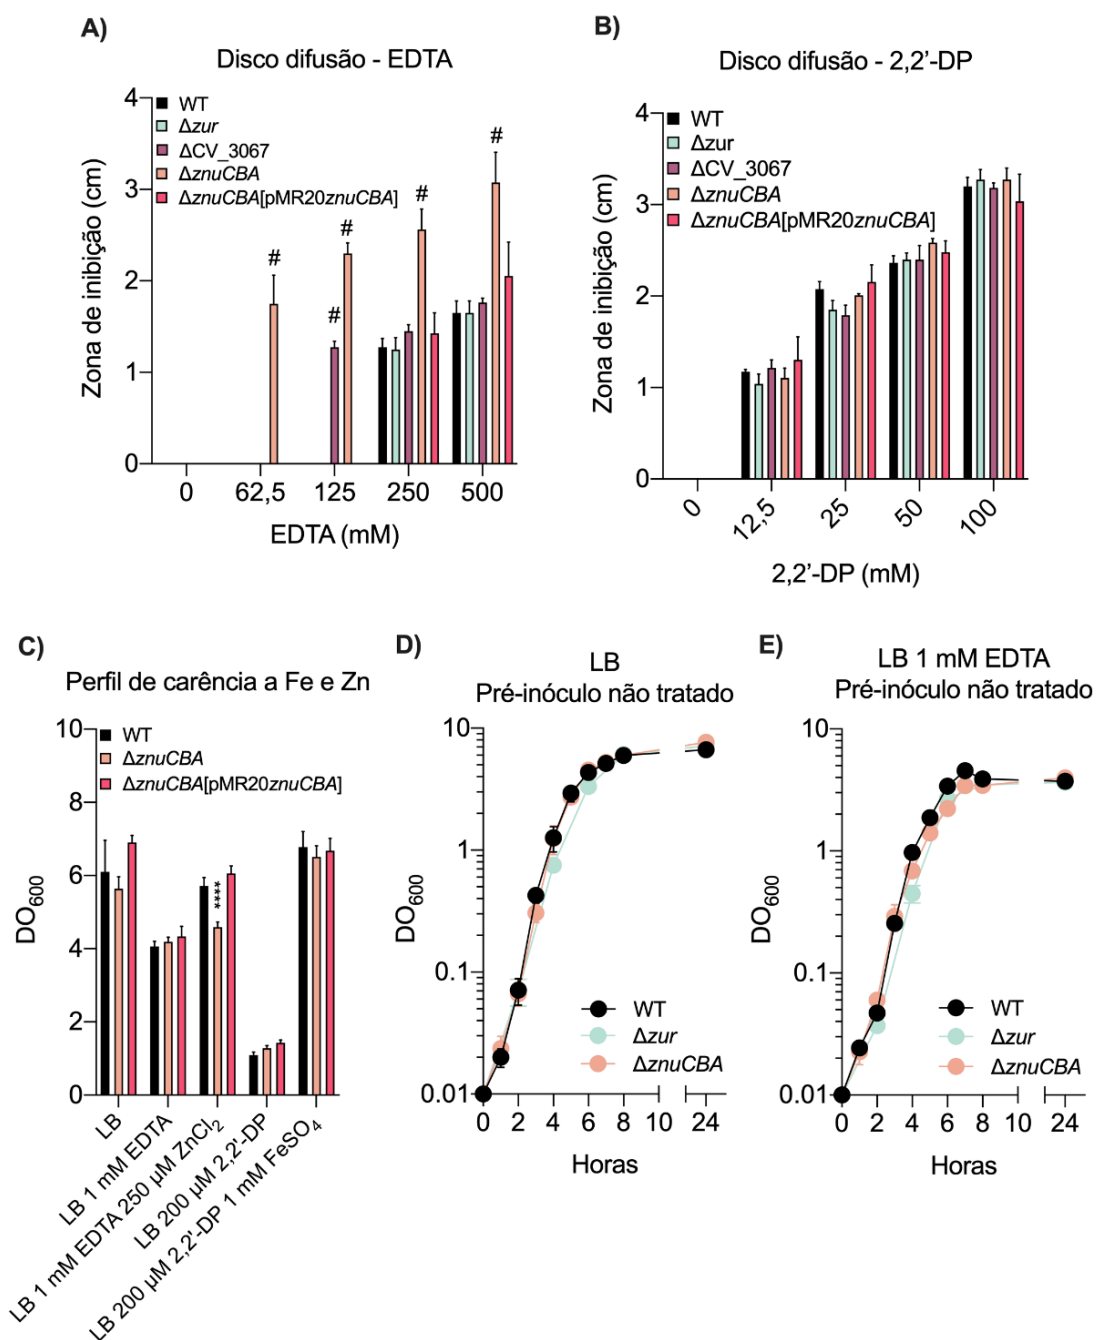 A)
Disco difusão - EDTA
Zona de inibição (cm)
4
3
2
1
0
WT
Δzur
ΔCV_3067
ΔznuCBA
ΔznuCBA[pMR20znuCBA]
#
#
#
#
#
0 62,5 125 250 500
EDTA (mM)
B)
Disco difusão - 2,2'-DP
Zona de inibição (cm)
4
3
2
1
0
WT
Δzur
ΔCV_3067
ΔznuCBA
ΔznuCBA[pMR20znuCBA]
0 12,5 25 50 100
2,2'-DP (mM)
C)
Perfil de carência a Fe e Zn
DO600
10
8
6
4
2
0
WT
ΔznuCBA
ΔznuCBA[pMR20znuCBA]
****
LB
LB 1 mM EDTA
LB 1 mM EDTA 250 µM ZnCl2
LB 200 µM 2,2'-DP
LB 200 µM 2,2'-DP 1 mM FeSO4
D)
LB
Pré-inóculo não tratado
DO600
10
1
0.1
0.01
WT
Δzur
ΔznuCBA
0 2 4 6 8 10 24
Horas
E)
LB 1 mM EDTA
Pré-inóculo não tratado
DO600
10
1
0.1
0.01
WT
Δzur
ΔznuCBA
0 2 4 6 8 10 24
Horas